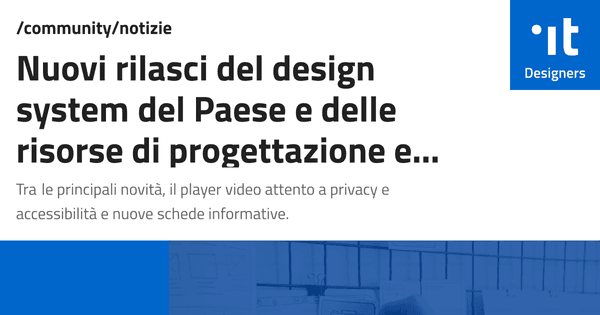 /community/notizie
Nuovi rilasci del design
system del Paese e delle
risorse di progettazione e...
Tra le principali novità, il player video attento a privacy e
accessibilità e nuove schede informative.
it
Designers